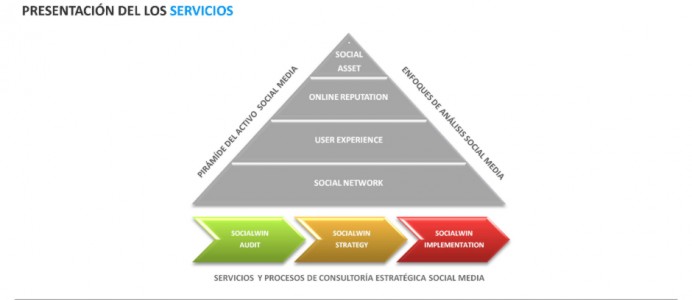 PRESENTACIÓN DEL LOS SERVICIOS
SOCIAL
ASSET
ONLINE REPUTATION
USER EXPERIENCE
SOCIAL NETWORK
PIRÁMÍDE DEL ACTIVO SOCIAL MEDIA
ENFOQUES DE ANÁLISIS SOCIAL MEDIA
SOCIALWIN
AUDIT
SOCIALWIN
STRATEGY
SOCIALWIN
IMPLEMENTATION
SERVICIOS Y PROCESOS DE CONSULTORÍA ESTRATÉGICA SOCIAL MEDIA